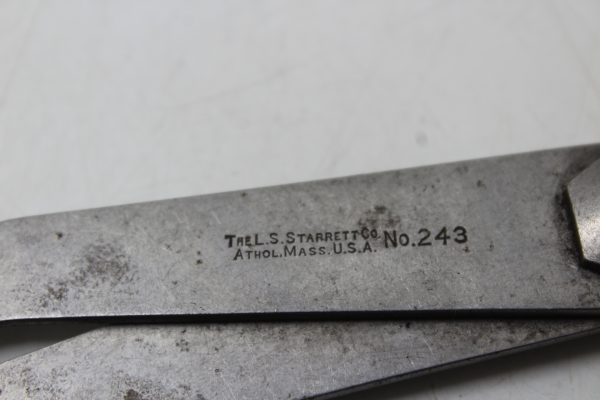 THE L.S. STARRETT CO. No. 243
ATHOL, MASS. U.S.A.